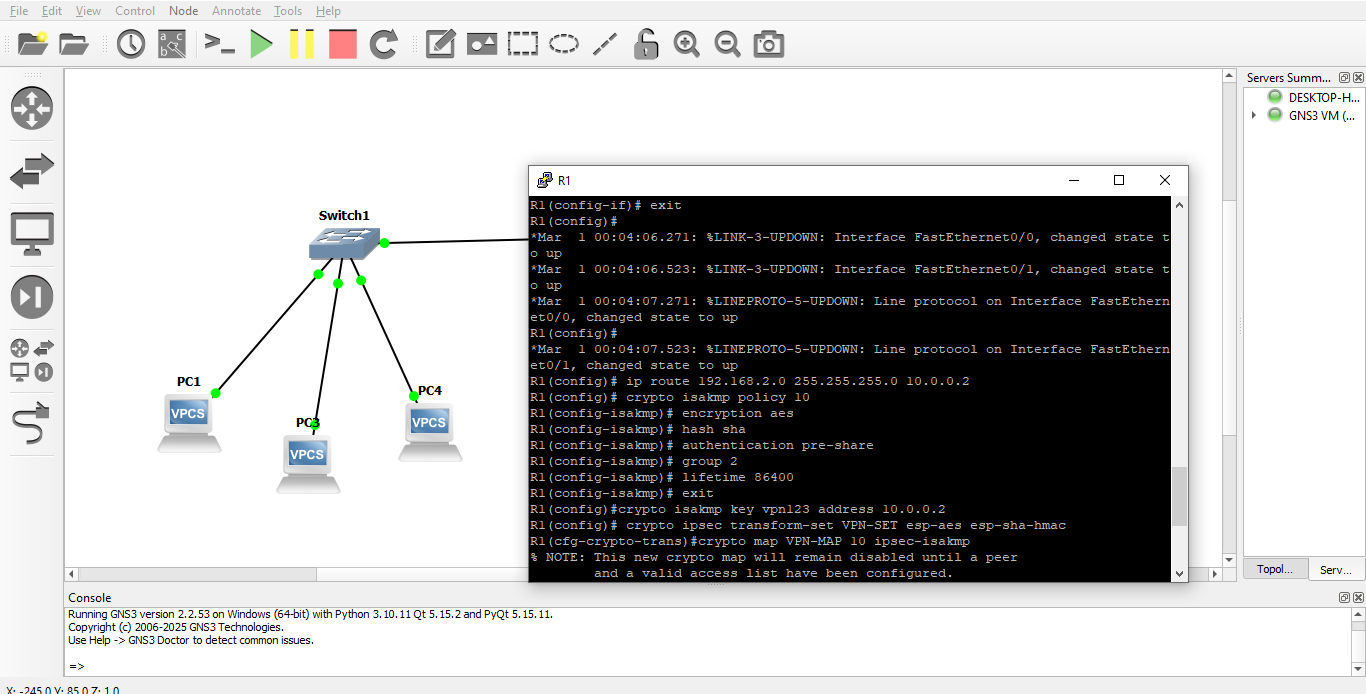 File Edit View Control Node Annotate Tools Help
Servers Summ...
DESKTOP-H...
GNS3 VM (...
Switch1
PC1
VPCS
PC3
VPCS
PC4
VPCS
R1
R1(config-if)# exit
R1(config)#
*Mar  1 00:04:06.271: %LINK-3-UPDOWN: Interface FastEthernet0/0, changed state t
o up
*Mar  1 00:04:06.523: %LINK-3-UPDOWN: Interface FastEthernet0/1, changed state t
o up
*Mar  1 00:04:07.271: %LINEPROTO-5-UPDOWN: Line protocol on Interface FastEthern
et0/0, changed state to up
R1(config)#
*Mar  1 00:04:07.523: %LINEPROTO-5-UPDOWN: Line protocol on Interface FastEthern
et0/1, changed state to up
R1(config)# ip route 192.168.2.0 255.255.255.0 10.0.0.2
R1(config)# crypto isakmp policy 10
R1(config-isakmp)# encryption aes
R1(config-isakmp)# hash sha
R1(config-isakmp)# authentication pre-share
R1(config-isakmp)# group 2
R1(config-isakmp)# lifetime 86400
R1(config-isakmp)# exit
R1(config)#crypto isakmp key vpn123 address 10.0.0.2
R1(config)# crypto ipsec transform-set VPN-SET esp-aes esp-sha-hmac
R1(cfg-crypto-trans)#crypto map VPN-MAP 10 ipsec-isakmp
% NOTE: This new crypto map will remain disabled until a peer
        and a valid access list have been configured.
Topol... Serv...
Console
Running GNS3 version 2.2.53 on Windows (64-bit) with Python 3.10.11 Qt 5.15.2 and PyQt 5.15.11.
Copyright (c) 2006-2025 GNS3 Technologies.
Use Help -> GNS3 Doctor to detect common issues.
=>
X: -245.0 Y: 85.0 Z: 1.0